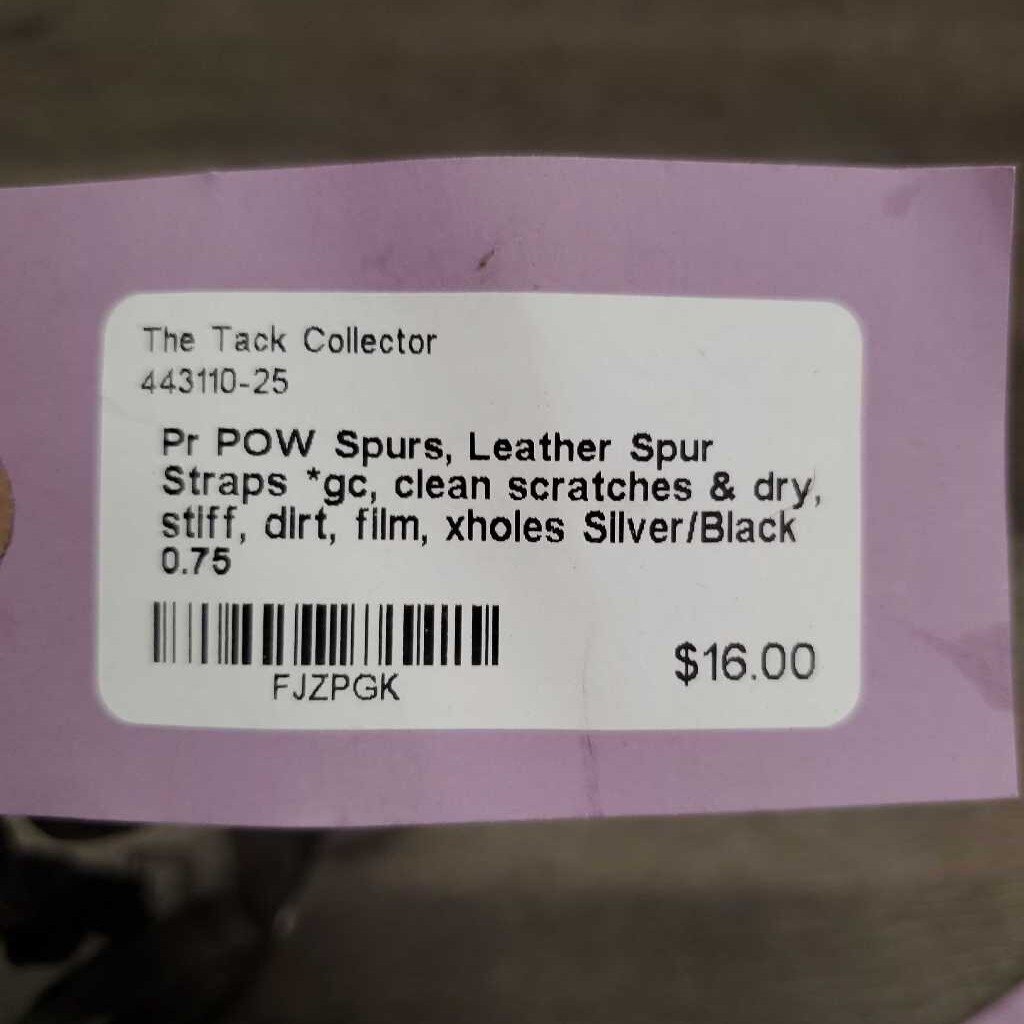 The Tack Collector
443110-25
Pr POW Spurs, Leather Spur
Straps *gc, clean scratches & dry,
stiff, dirt, film, xholes Silver/Black
0.75
FJZPGK
$16.00